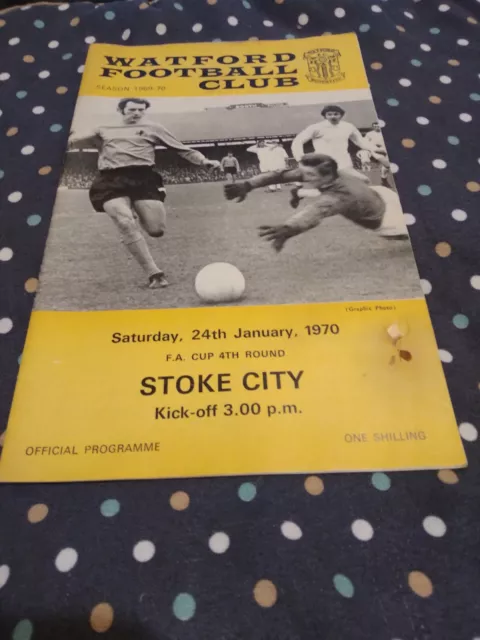 WATFORD
FOOTBALL
CLUB
SEASON 1969-70
(Graphic Photo)
Saturday, 24th January, 1970
F.A. CUP 4TH ROUND
STOKE CITY
Kick-off 3.00 p.m.
OFFICIAL PROGRAMME
ONE SHILLING